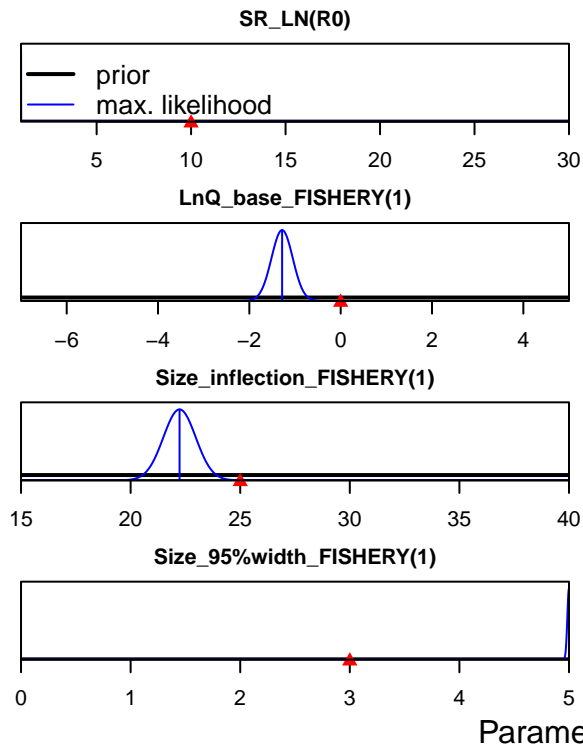 SR_LN(R0)
prior
max. likelihood
5 10 15 20 25 30
LnQ_base_FISHERY(1)
−6 −4 −2 0 2 4
Size_inflection_FISHERY(1)
15 20 25 30 35 40
Size_95%width_FISHERY(1)
0 1 2 3 4 5
Parame